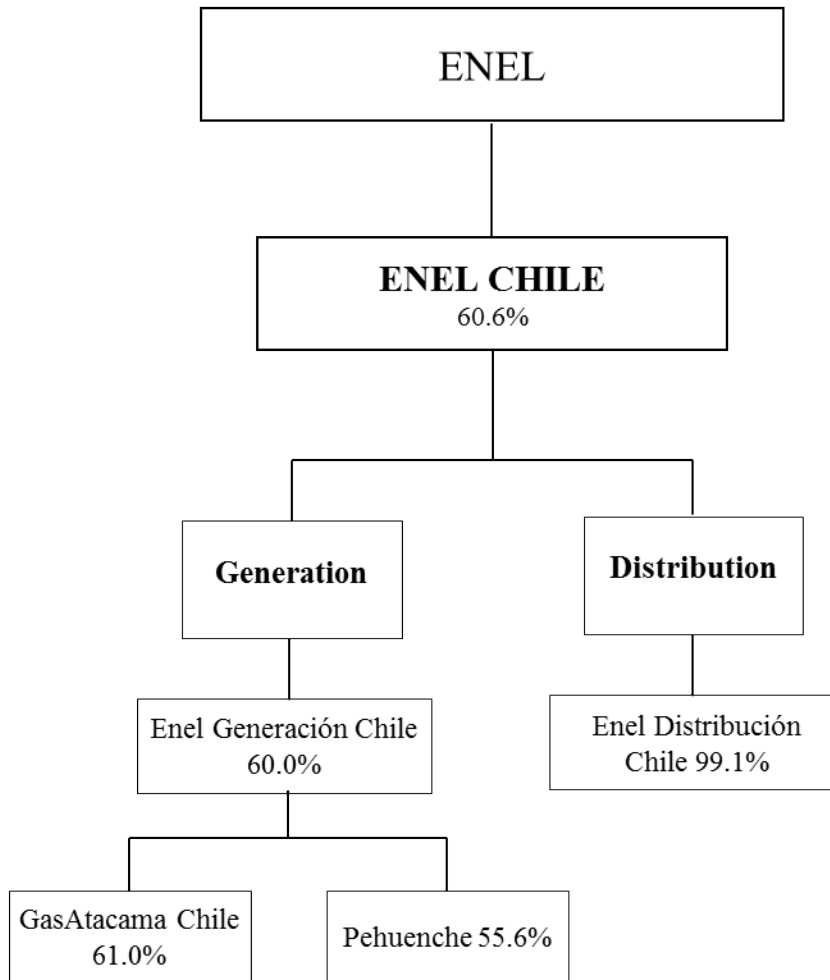 ENEL
ENEL CHILE
60.6%
Generation
Distribution
Enel Generación Chile
60.0%
Enel Distribución
Chile 99.1%
GasAtacama Chile
61.0%
Pehuenche 55.6%